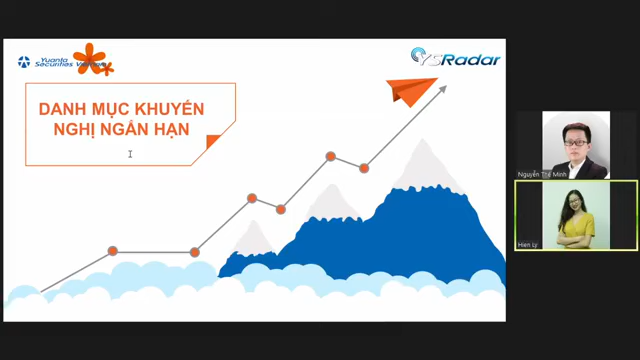 Yuanta
Securities Vietnam
YSRadar
DANH MỤC KHUYẾN
NGHỊ NGẮN HẠN
Nguyễn Thế Minh
Hien Ly